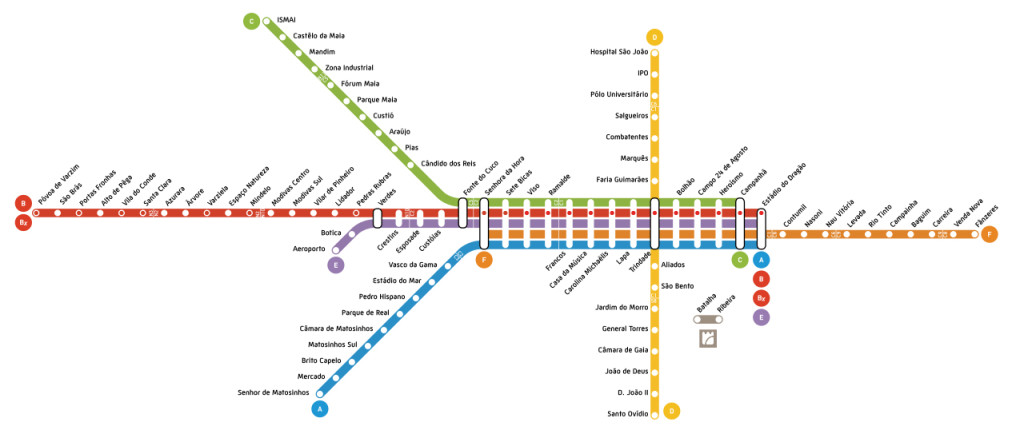 C
ISMAI
Castêlo da Maia
Mandim
Zona Industrial
Fórum Maia
Parque Maia
Custió
Araújo
Pias
Cândido dos Reis
D
Hospital São João
IPO
Pólo Universitário
Salgueiros
Combatentes
Marquês
Faria Guimarães
B
Bx
Póvoa de Varzim
São Brás
Portas Fronhas
Alto de Pêga
Vila do Conde
Santa Clara
Azurara
Árvore
Varziela
Espaço Natureza
Mindelo
Modivas Centro
Modivas Sul
Vilar de Pinheiro
Lidador
Pedras Rubras
Verdes
Crestins
Esposade
Custóias
Fonte do Cuco
Senhora da Hora
Sete Bicas
Viso
Ramalde
Francos
Casa da Música
Carolina Michaëlis
Lapa
Trindade
Bolhão
Campo 24 de Agosto
Heroísmo
Campanhã
Estádio do Dragão
Contumil
Nasoni
Nau Vitória
Levada
Rio Tinto
Campainha
Baguim
Carreira
Venda Nova
Fânzeres
F
Botica
Aeroporto
E
F
C
A
B
Bx
E
Vasco da Gama
Estádio do Mar
Pedro Hispano
Parque de Real
Câmara de Matosinhos
Matosinhos Sul
Brito Capelo
Mercado
Senhor de Matosinhos
A
Aliados
São Bento
Jardim do Morro
General Torres
Câmara de Gaia
João de Deus
D. João II
Santo Ovídio
D
Batalha
Ribeira